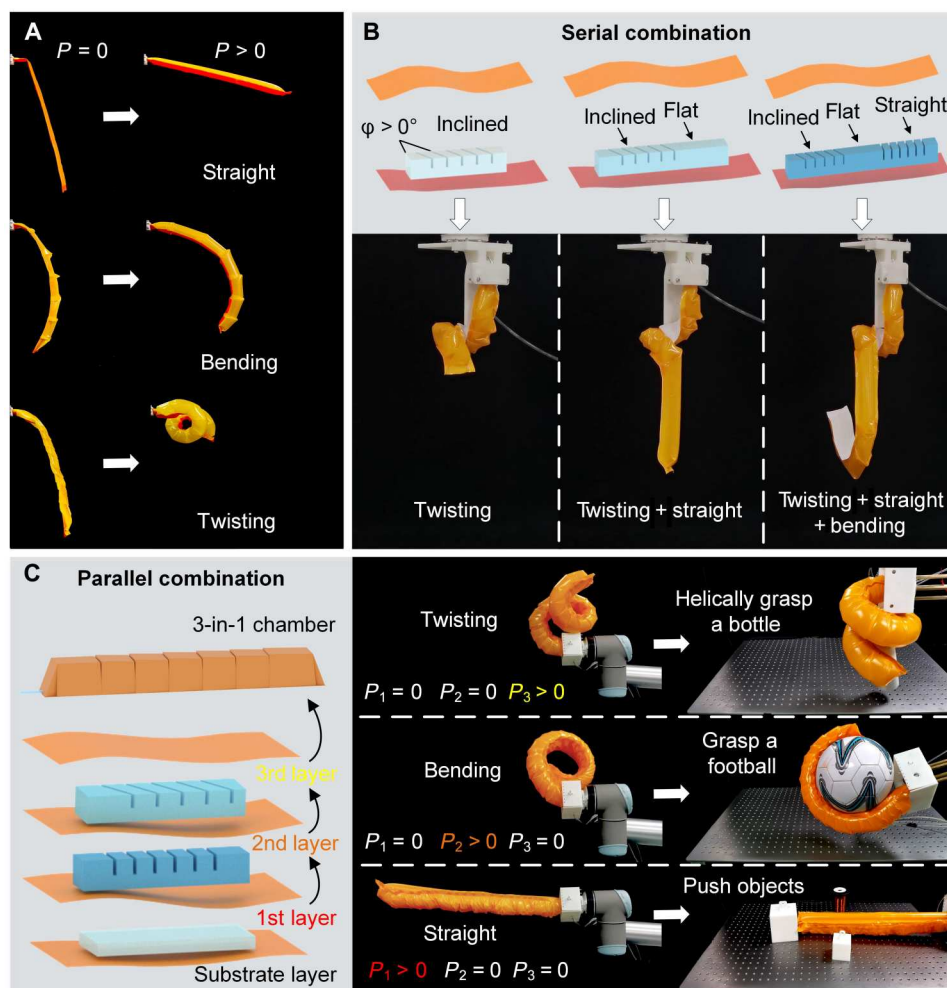 A
P = 0
P > 0
Straight
Bending
Twisting
B
Serial combination
φ > 0°
Inclined
Inclined
Flat
Inclined
Flat
Straight
Twisting
Twisting + straight
Twisting + straight
+ bending
C
Parallel combination
3-in-1 chamber
3rd layer
2nd layer
1st layer
Substrate layer
Twisting
Helically grasp
a bottle
P₁ = 0 P₂ = 0 P₃ > 0
Bending
Grasp a
football
P₁ = 0 P₂ > 0 P₃ = 0
Straight
Push objects
P₁ > 0 P₂ = 0 P₃ = 0